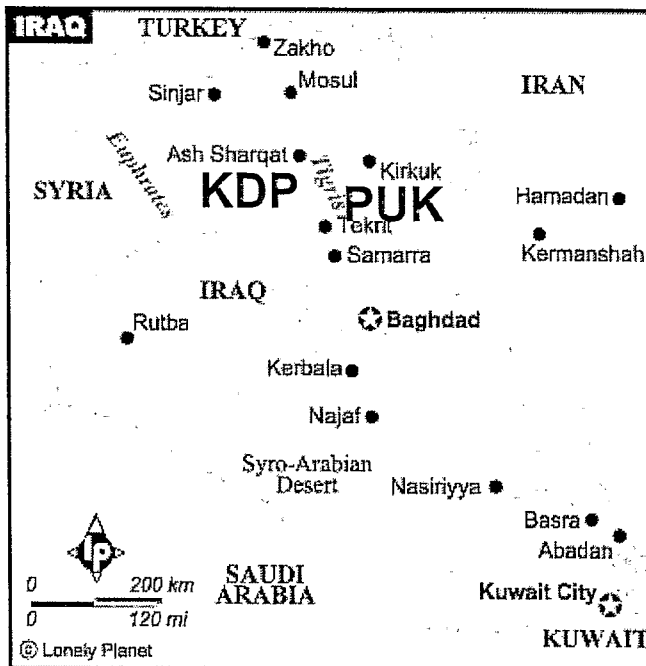 IRAQ
TURKEY
Zakho
Sinjar
Mosul
IRAN
Euphrates
Ash Sharqat
Tigris
Kirkuk
SYRIA
KDP
PUK
Hamadan
Tekrit
Kermanshah
Samarra
IRAQ
Rutba
Baghdad
Kerbala
Najaf
Syro-Arabian
Desert
Nasiriyya
Basra
Abadan
lp
0 200 km
0 120 mi
SAUDI
ARABIA
Kuwait City
KUWAIT
© Lonely Planet